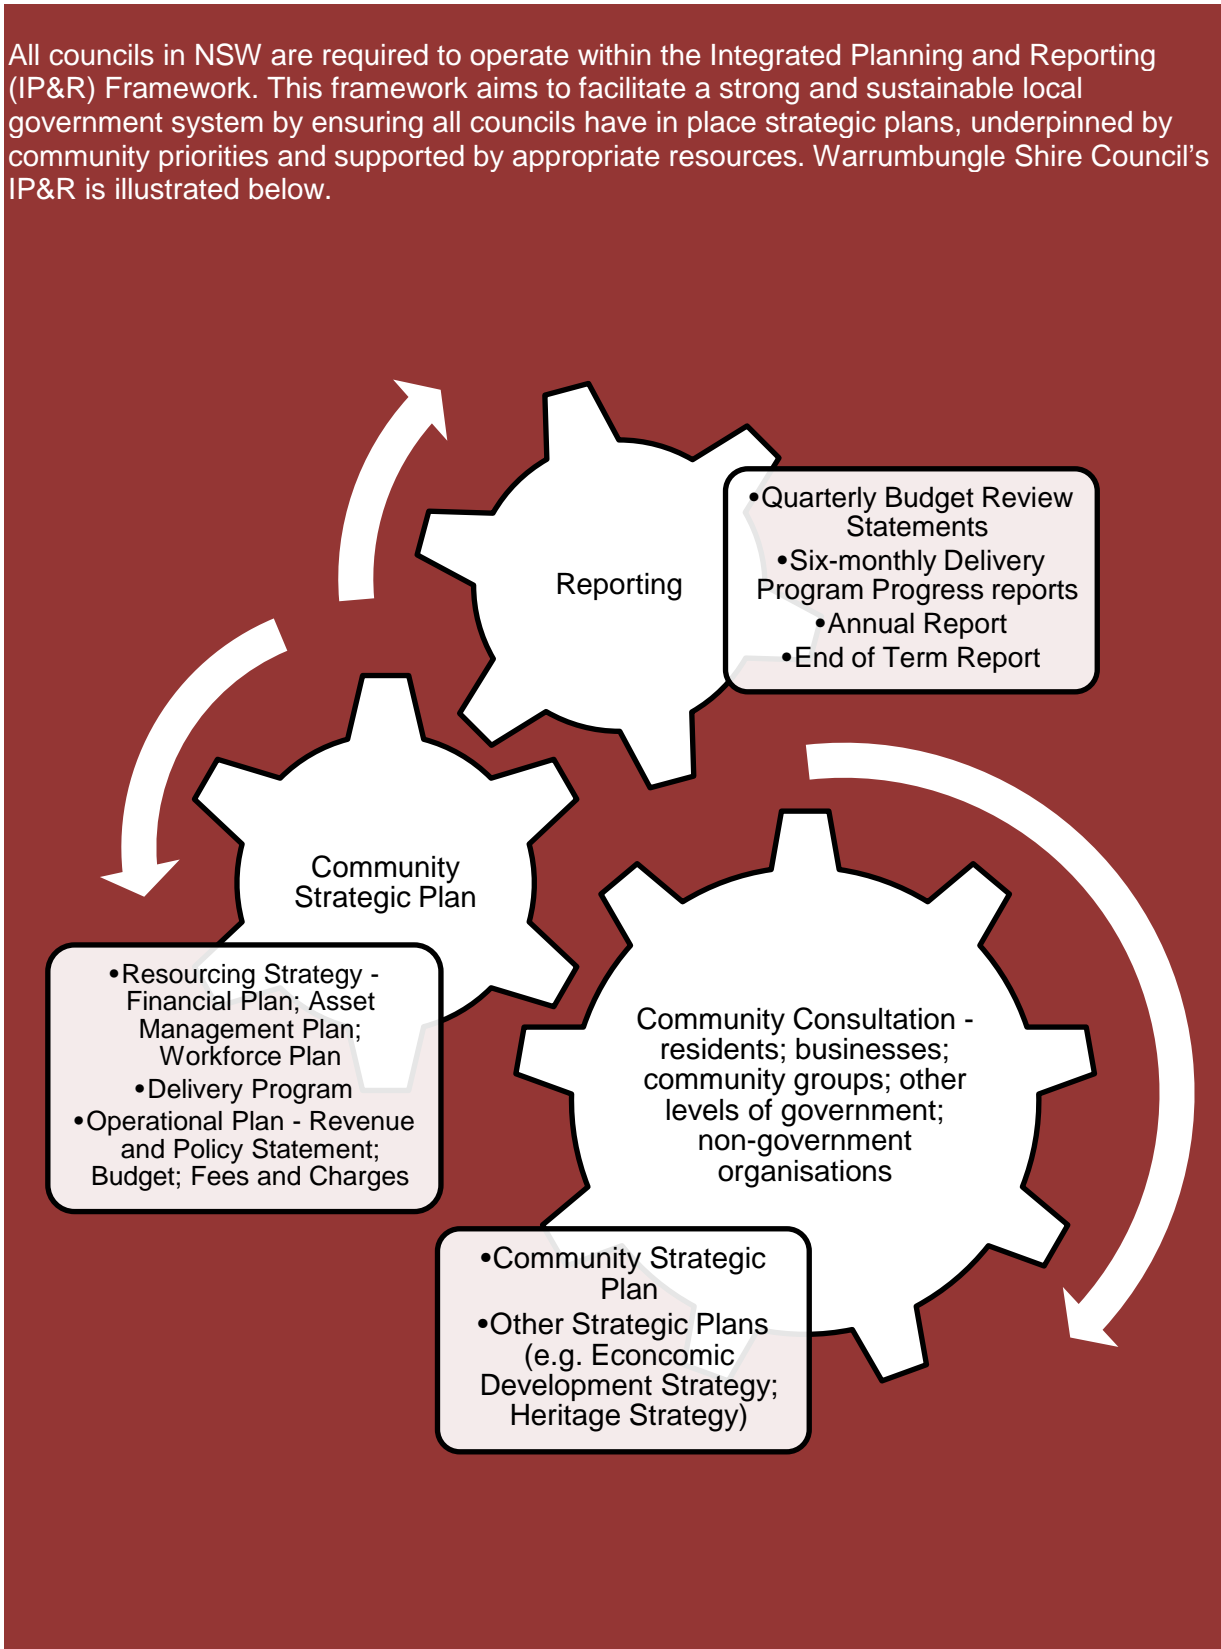 All councils in NSW are required to operate within the Integrated Planning and Reporting
(IP&R) Framework. This framework aims to facilitate a strong and sustainable local
government system by ensuring all councils have in place strategic plans, underpinned by
community priorities and supported by appropriate resources. Warrumbungle Shire Council’s
IP&R is illustrated below.
Reporting
•Quarterly Budget Review
Statements
•Six-monthly Delivery
Program Progress reports
•Annual Report
•End of Term Report
Community
Strategic Plan
•Resourcing Strategy -
Financial Plan; Asset
Management Plan;
Workforce Plan
•Delivery Program
•Operational Plan - Revenue
and Policy Statement;
Budget; Fees and Charges
Community Consultation -
residents; businesses;
community groups; other
levels of government;
non-government
organisations
•Community Strategic
Plan
•Other Strategic Plans
(e.g. Econcomic
Development Strategy;
Heritage Strategy)